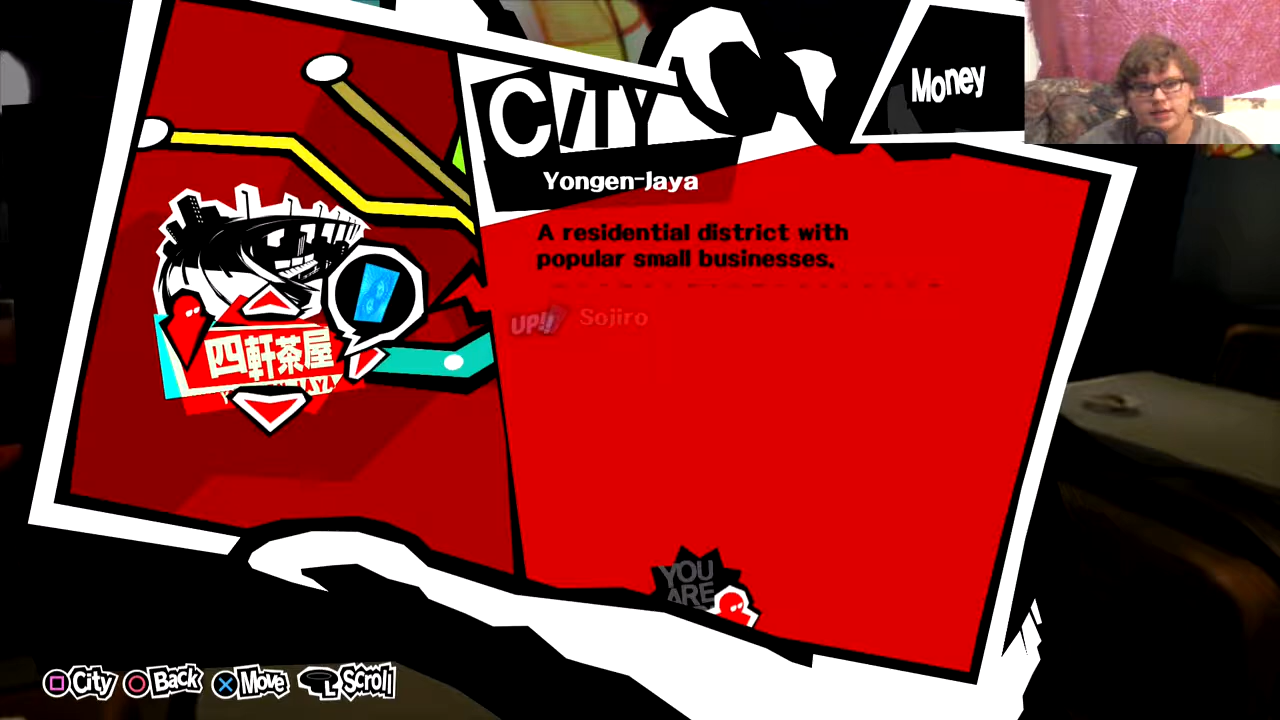 CITY
Money
Yongen-Jaya
A residential district with
popular small businesses.
UP!! Sojiro
四軒茶屋
YOU
ARE
City Back Move L Scroll